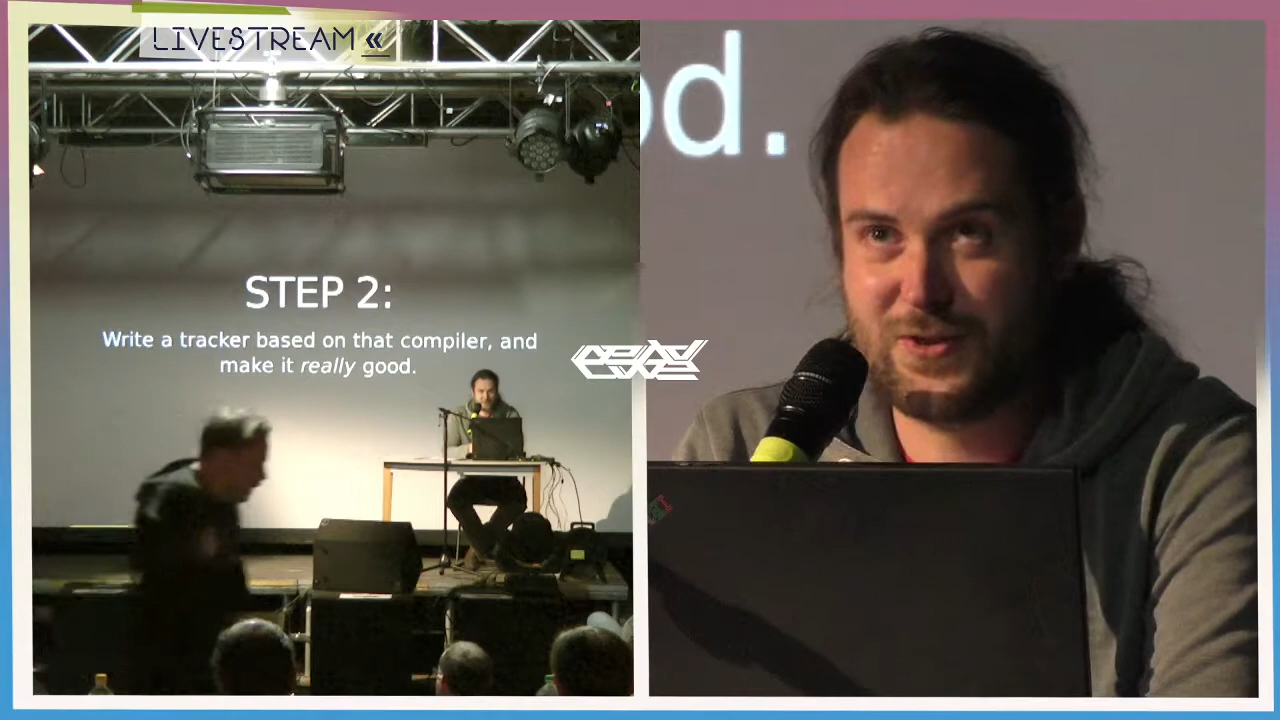 LIVESTREAM «
STEP 2:
Write a tracker based on that compiler, and
make it really good.
od.